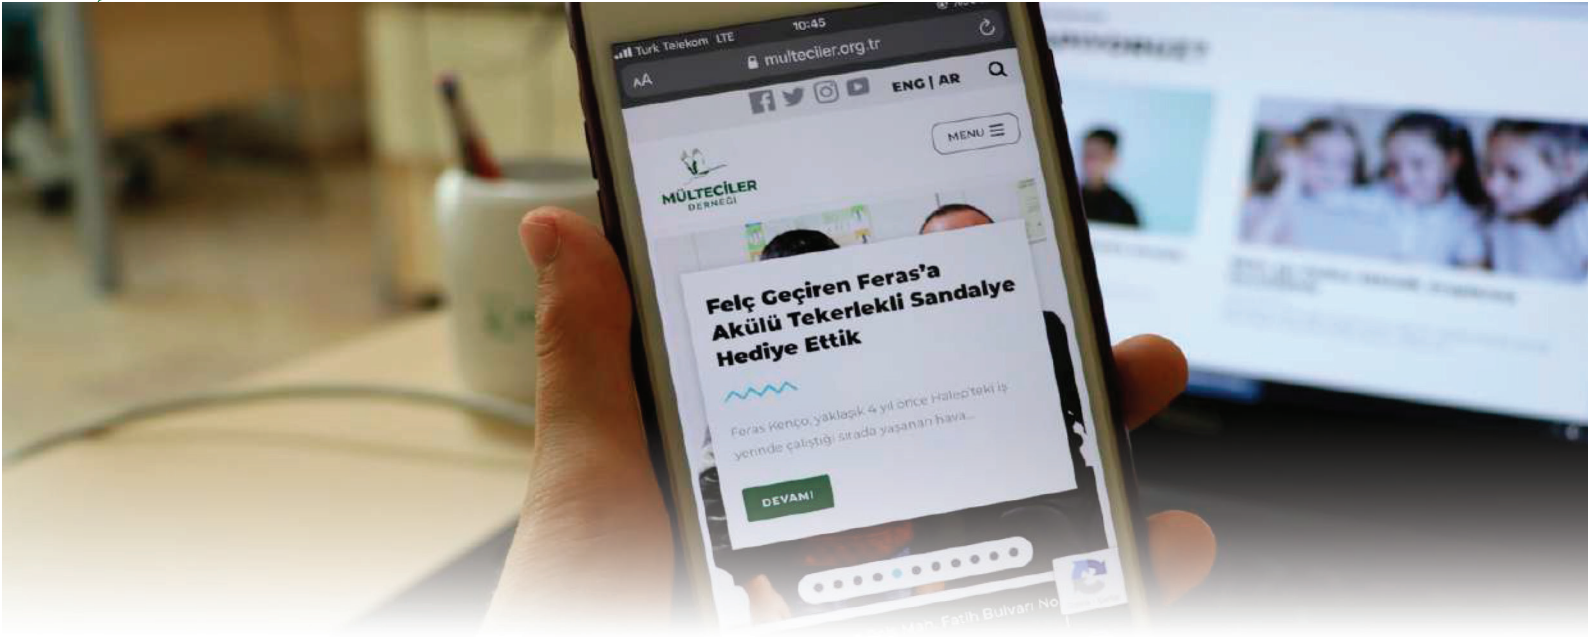 Turk Telekom LTE 10:45
AA multeciler.org.tr
ENG | AR
MENU
MÜLTECİLER
DERNEĞİ
Felç Geçiren Feras'a
Akülü Tekerlekli Sandalye
Hediye Ettik
Feras Kenço, yaklaşık 4 yıl önce Halep'teki iş
yerinde çalıştığı sırada yaşanan hava...
DEVAMI
Mah. Fatih Bulvarı No